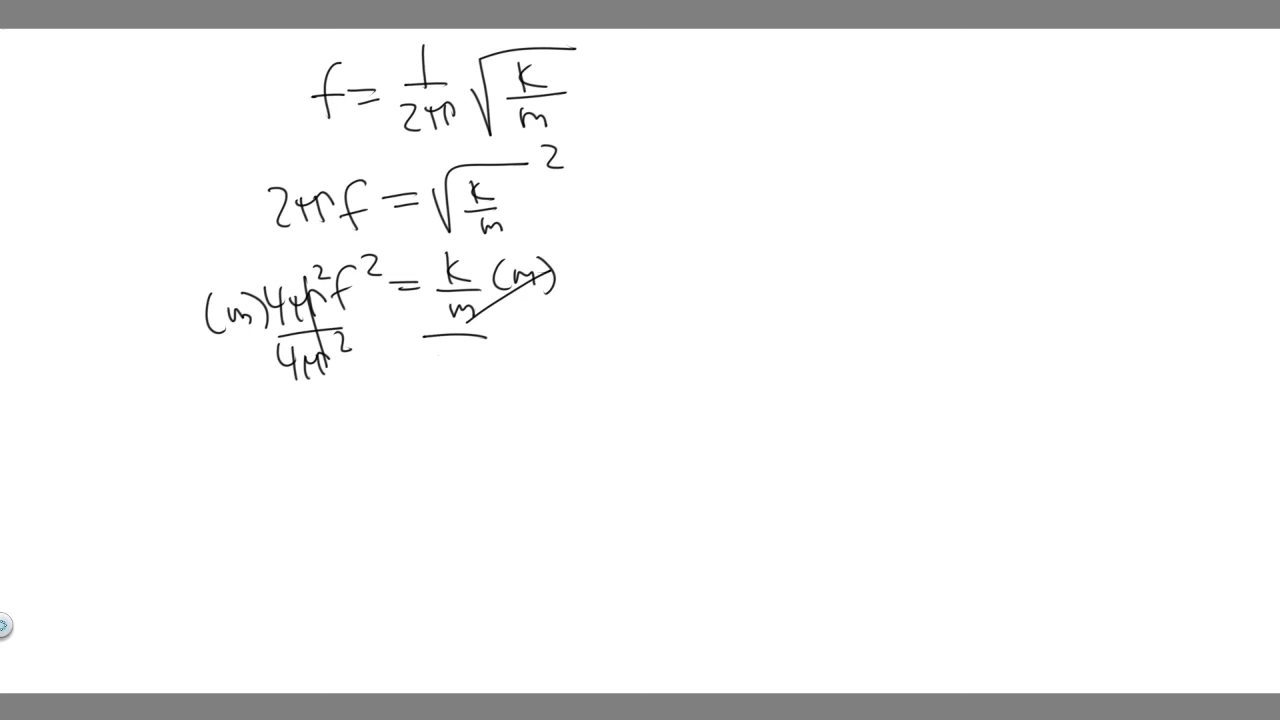 f = 1/2π √(k/m)
2πf = √(k/m) ²
(m)4π²f² = k/m (m)
4π²